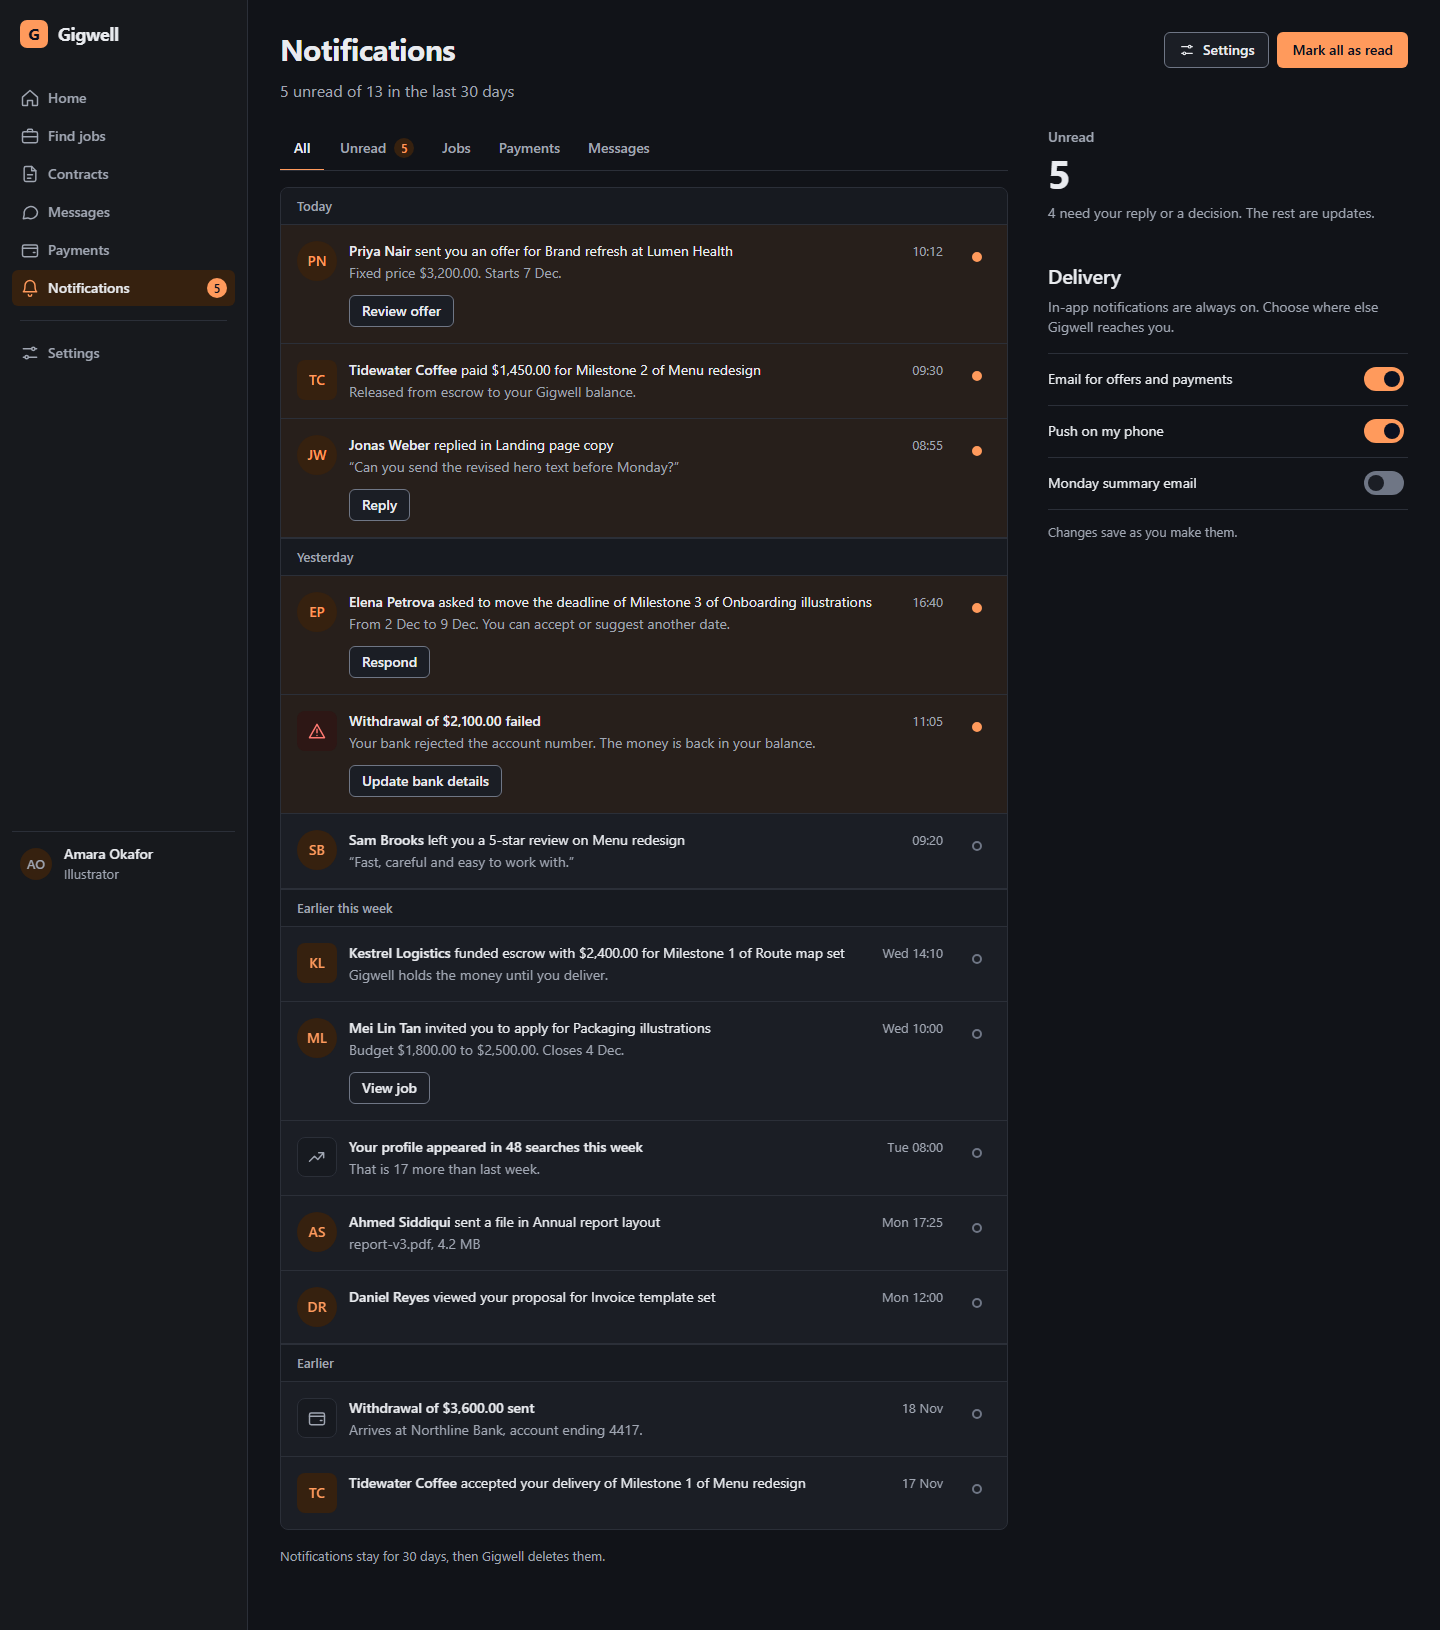 G Gigwell
Home
Find jobs
Contracts
Messages
Payments
Notifications 5
Settings
AO
Amara Okafor
Illustrator
Notifications
5 unread of 13 in the last 30 days
Settings
Mark all as read
All Unread 5 Jobs Payments Messages
Today
PN
Priya Nair sent you an offer for Brand refresh at Lumen Health 10:12
Fixed price $3,200.00. Starts 7 Dec.
Review offer
TC
Tidewater Coffee paid $1,450.00 for Milestone 2 of Menu redesign 09:30
Released from escrow to your Gigwell balance.
JW
Jonas Weber replied in Landing page copy 08:55
“Can you send the revised hero text before Monday?”
Reply
Yesterday
EP
Elena Petrova asked to move the deadline of Milestone 3 of Onboarding illustrations 16:40
From 2 Dec to 9 Dec. You can accept or suggest another date.
Respond
Withdrawal of $2,100.00 failed 11:05
Your bank rejected the account number. The money is back in your balance.
Update bank details
SB
Sam Brooks left you a 5-star review on Menu redesign 09:20
“Fast, careful and easy to work with.”
Earlier this week
KL
Kestrel Logistics funded escrow with $2,400.00 for Milestone 1 of Route map set Wed 14:10
Gigwell holds the money until you deliver.
ML
Mei Lin Tan invited you to apply for Packaging illustrations Wed 10:00
Budget $1,800.00 to $2,500.00. Closes 4 Dec.
View job
Your profile appeared in 48 searches this week Tue 08:00
That is 17 more than last week.
AS
Ahmed Siddiqui sent a file in Annual report layout Mon 17:25
report-v3.pdf, 4.2 MB
DR
Daniel Reyes viewed your proposal for Invoice template set Mon 12:00
Earlier
Withdrawal of $3,600.00 sent 18 Nov
Arrives at Northline Bank, account ending 4417.
TC
Tidewater Coffee accepted your delivery of Milestone 1 of Menu redesign 17 Nov
Notifications stay for 30 days, then Gigwell deletes them.
Unread
5
4 need your reply or a decision. The rest are updates.
Delivery
In-app notifications are always on. Choose where else
Gigwell reaches you.
Email for offers and payments
Push on my phone
Monday summary email
Changes save as you make them.